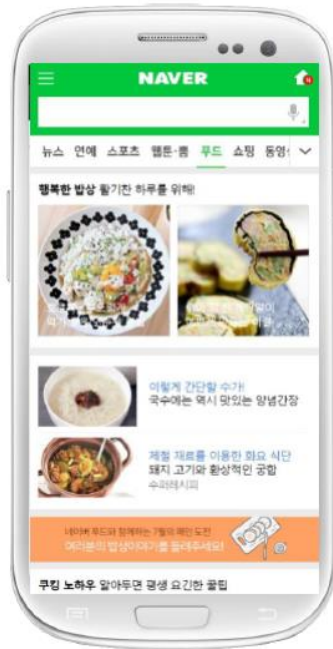 NAVER
뉴스 연예 스포츠 웹툰·뿜 푸드 쇼핑 동영
행복한 밥상 활기찬 하루를 위해!
이렇게 간단할 수가!
국수에는 역시 맛있는 양념간장
제철 재료를 이용한 화요 식단
돼지 고기와 환상적인 궁합
수퍼레시피
네이버 푸드와 함께하는 7월의 메인 도전
여러분의 밥상이야기를 들려주세요!
쿠킹 노하우 알아두면 평생 요긴한 꿀팁